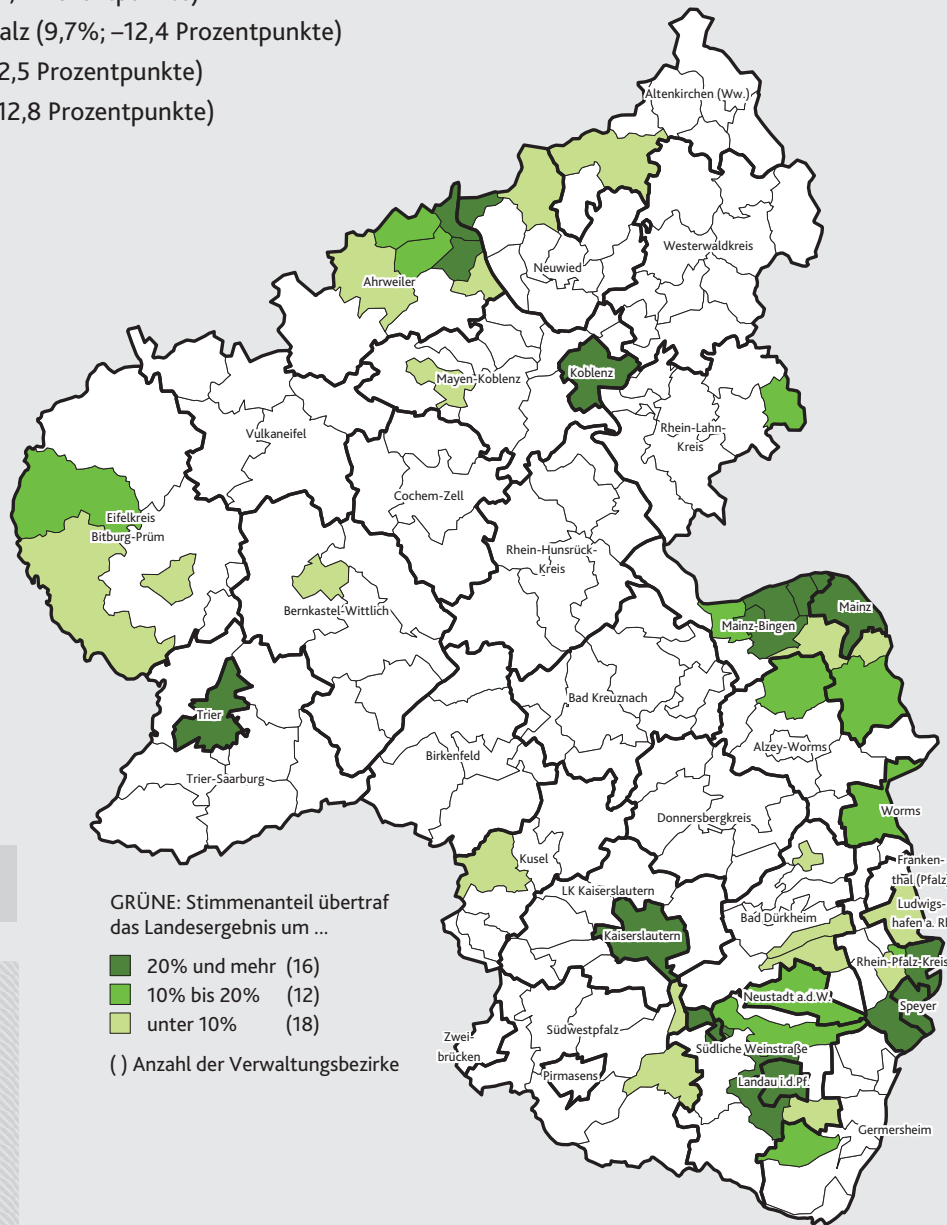 alz (9,7%; –12,4 Prozentpunkte)
2,5 Prozentpunkte)
12,8 Prozentpunkte)
Altenkirchen (Ww.)
Westerwaldkreis
Neuwied
Ahrweiler
Koblenz
Mayen-Koblenz
Rhein-Lahn-
Kreis
Vulkaneifel
Cochem-Zell
Eifelkreis
Bitburg-Prüm
Rhein-Hunsrück-
Kreis
Bernkastel-Wittlich
Mainz
Mainz-Bingen
Bad Kreuznach
Trier
Alzey-Worms
Birkenfeld
Trier-Saarburg
Worms
Donnersbergkreis
Kusel
Franken-
thal (Pfalz)
LK Kaiserslautern
Ludwigs-
hafen a. Rh
Bad Dürkheim
Kaiserslautern
Rhein-Pfalz-Kreis
Neustadt a.d.W.
Speyer
Südwestpfalz
Zwei-
brücken
Südliche Weinstraße
Pirmasens
Landau i.d.Pf.
Germersheim
GRÜNE: Stimmenanteil übertraf
das Landesergebnis um ...
20% und mehr (16)
10% bis 20% (12)
unter 10% (18)
( ) Anzahl der Verwaltungsbezirke